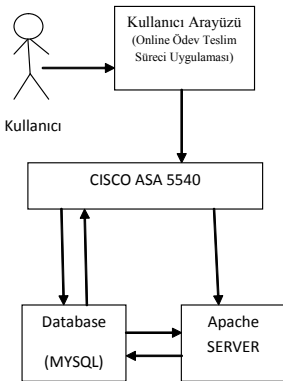 Kullanıcı Arayüzü
(Online Ödev Teslim
Süreci Uygulaması)
Kullanıcı
CISCO ASA 5540
Database
(MYSQL)
Apache
SERVER